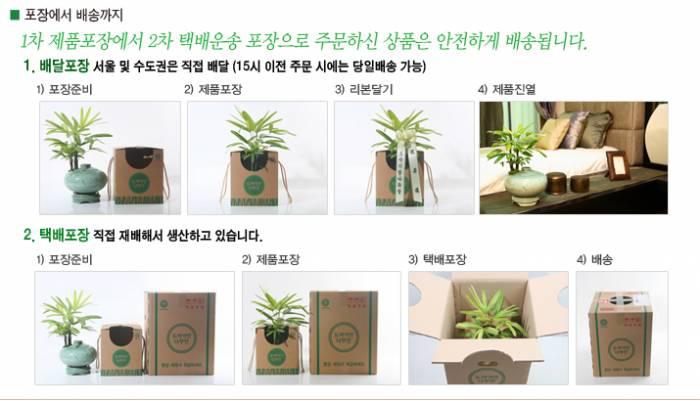 포장에서 배송까지
1차 제품포장에서 2차 택배운송 포장으로 주문하신 상품은 안전하게 배송됩니다.
1. 배달포장 서울 및 수도권은 직접 배달 (15시 이전 주문 시에는 당일배송 가능)
1) 포장준비 2) 제품포장 3) 리본달기 4) 제품진열
2. 택배포장 직접 재배해서 생산하고 있습니다.
1) 포장준비 2) 제품포장 3) 택배포장 4) 배송